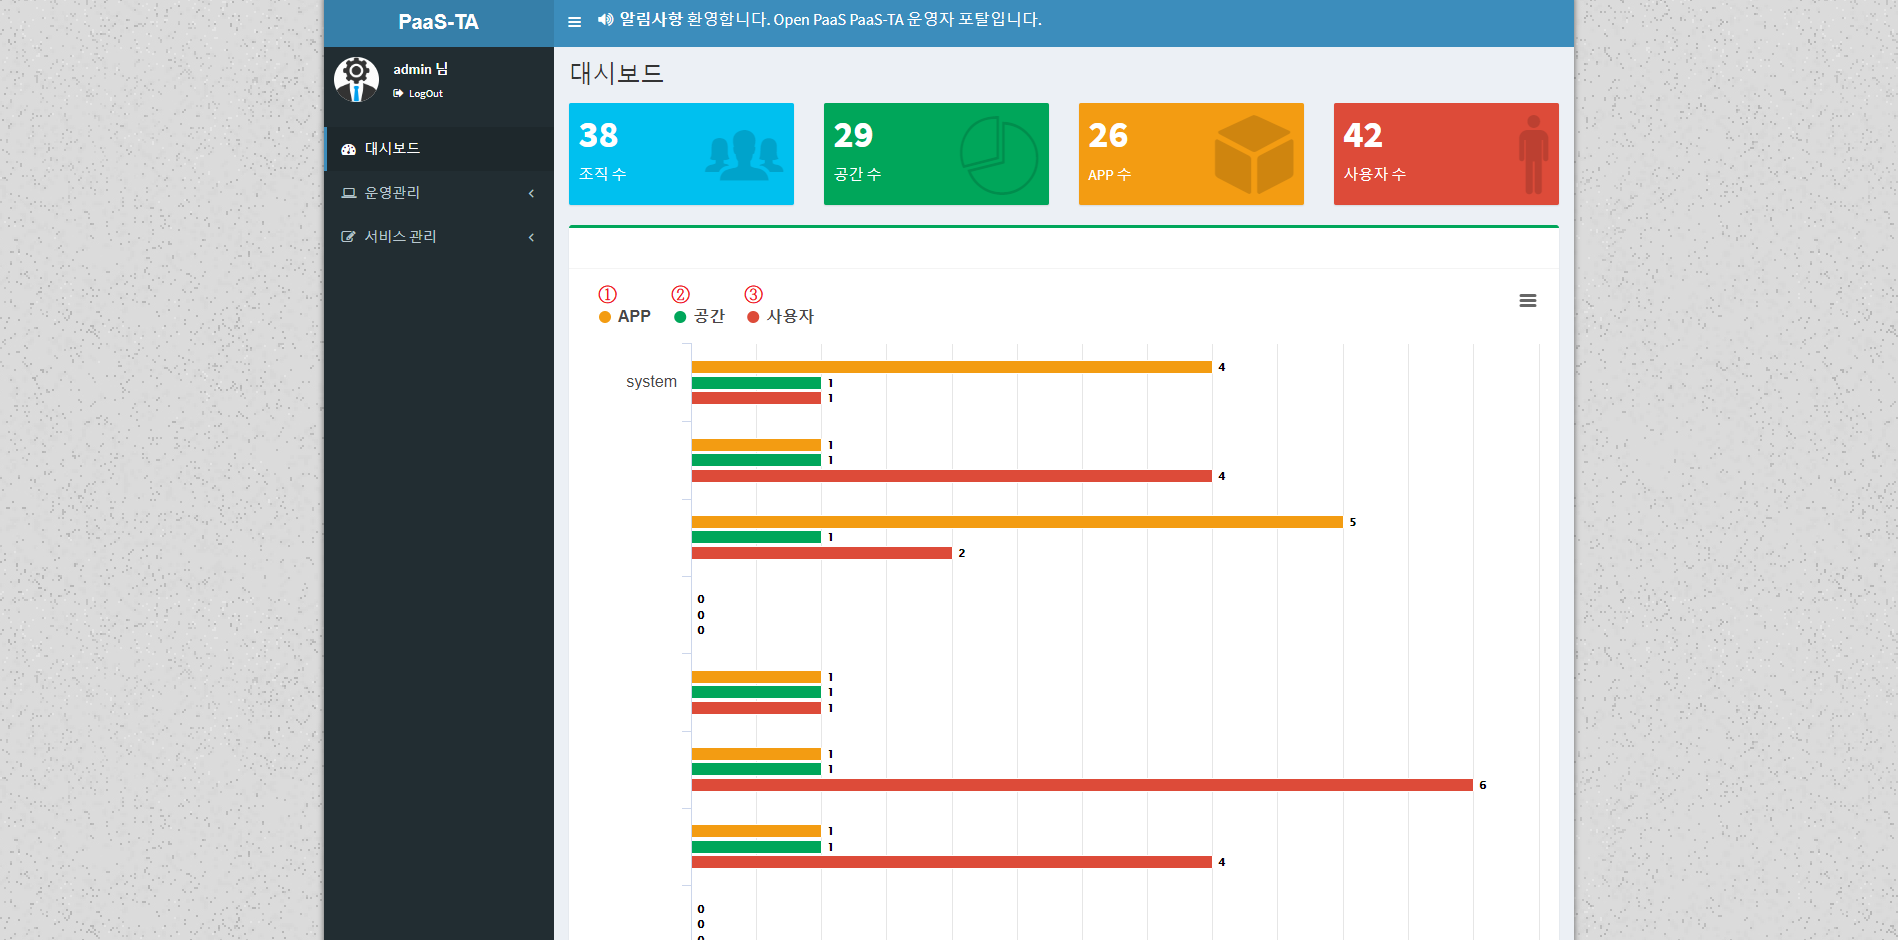 PaaS-TA
알림사항 환영합니다. Open PaaS PaaS-TA 운영자 포탈입니다.
admin 님
LogOut
대시보드
운영관리
서비스 관리
대시보드
38
조직 수
29
공간 수
26
APP 수
42
사용자 수
① ② ③
APP 공간 사용자
system
4
1
1
1
1
4
5
1
2
0
0
0
1
1
1
1
1
6
1
1
4
0
0
0